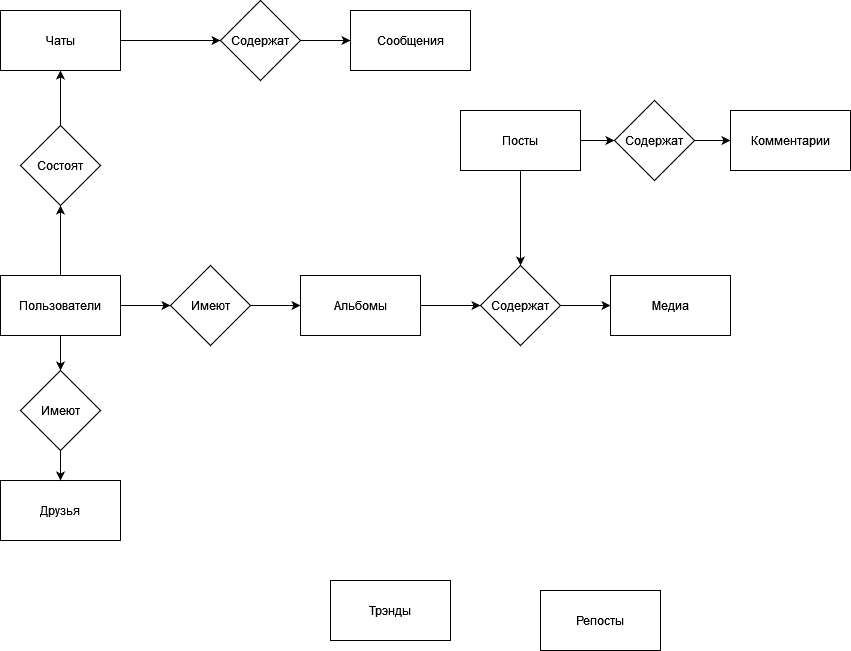 Чаты
Содержат
Сообщения
Посты
Содержат
Комментарии
Состоят
Пользователи
Имеют
Альбомы
Содержат
Медиа
Имеют
Друзья
Трэнды
Репосты